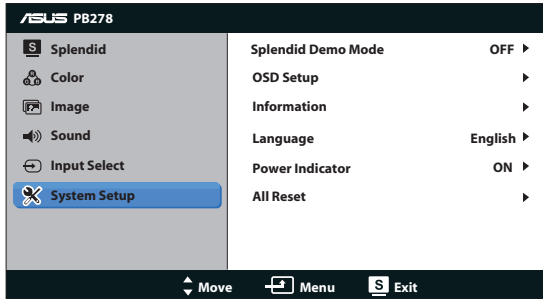 ASUS PB278
S Splendid
Color
Image
Sound
Input Select
System Setup
Splendid Demo Mode OFF
OSD Setup
Information
Language English
Power Indicator ON
All Reset
Move Menu S Exit